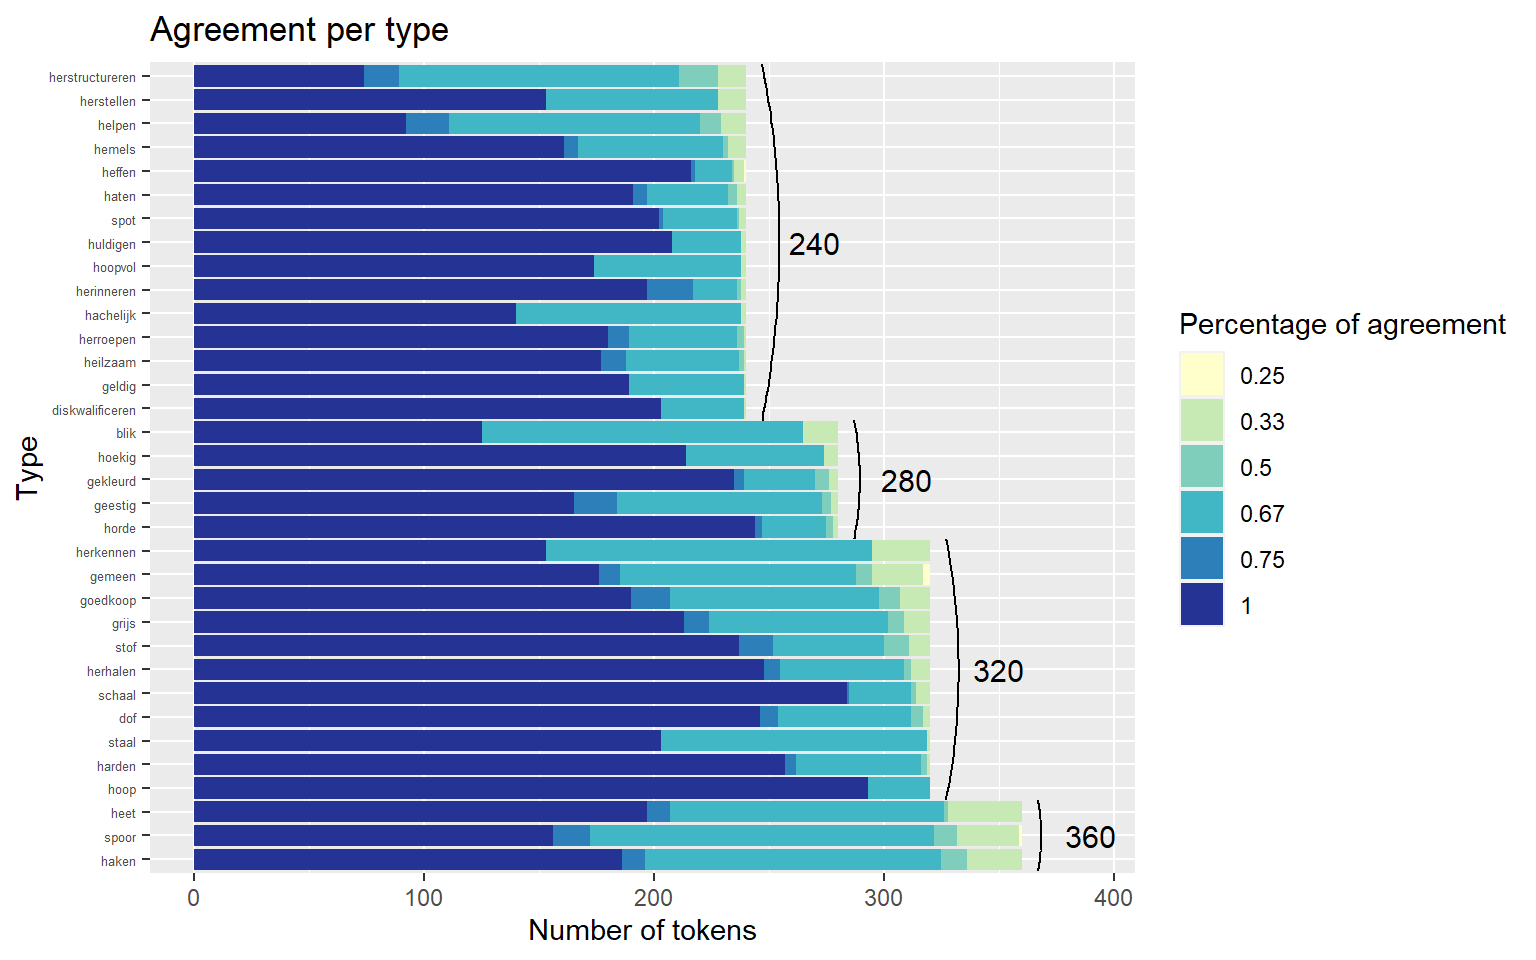 Agreement per type
Type
herstructureren
herstellen
helpen
hemels
heffen
haten
spot
huldigen
hoopvol
herinneren
hachelijk
herroepen
heilzaam
geldig
diskwalificeren
blik
hoekig
gekleurd
geestig
horde
herkennen
gemeen
goedkoop
grijs
stof
herhalen
schaal
dof
staal
harden
hoop
heet
spoor
haken
240
280
320
360
0 100 200 300 400
Number of tokens
Percentage of agreement
0.25
0.33
0.5
0.67
0.75
1